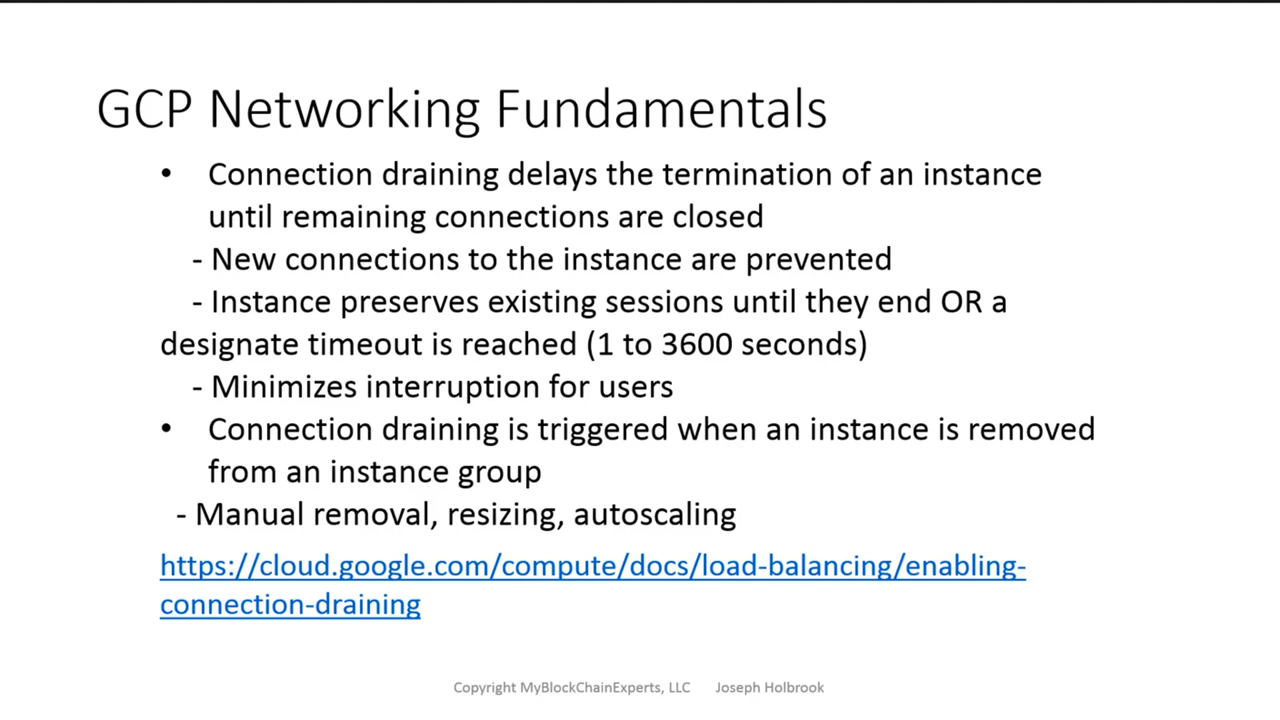 GCP Networking Fundamentals
• Connection draining delays the termination of an instance
until remaining connections are closed
- New connections to the instance are prevented
- Instance preserves existing sessions until they end OR a
designate timeout is reached (1 to 3600 seconds)
- Minimizes interruption for users
• Connection draining is triggered when an instance is removed
from an instance group
- Manual removal, resizing, autoscaling
https://cloud.google.com/compute/docs/load-balancing/enabling-
connection-draining
Copyright MyBlockChainExperts, LLC Joseph Holbrook